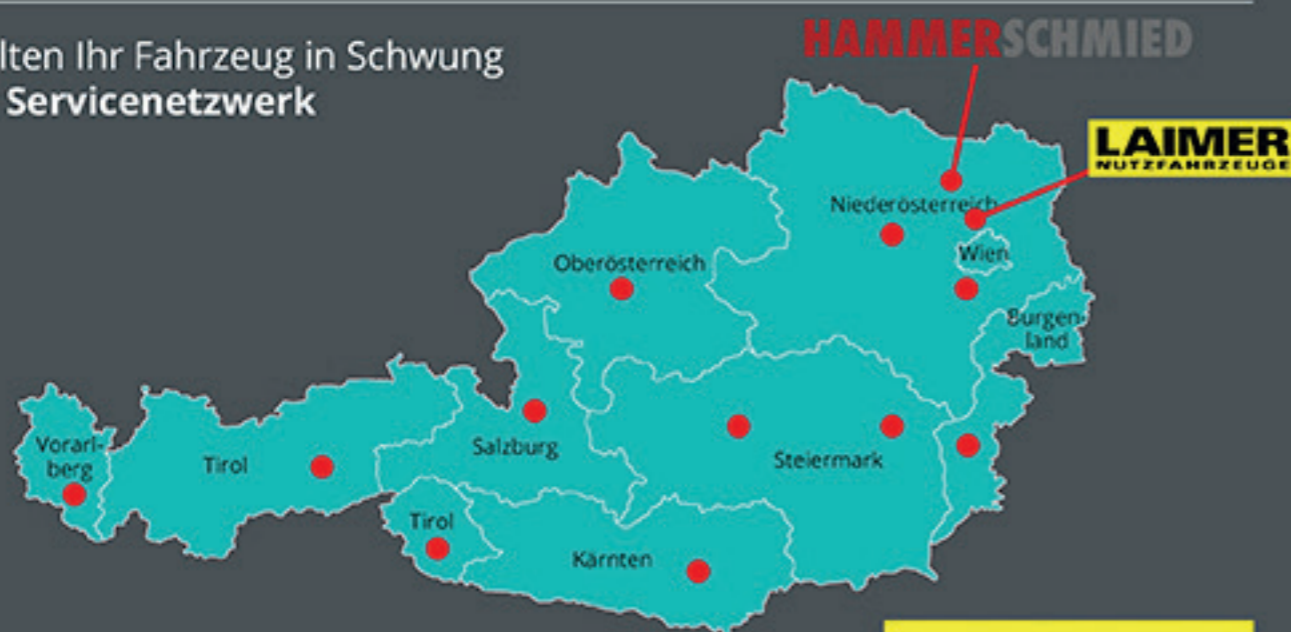 HAMMERSCHMIED
lten Ihr Fahrzeug in Schwung
Servicenetzwerk
LAIMER
NUTZFAHRZEUGE
Niederösterreich
Wien
Oberösterreich
Burgen-
land
Vorarl-
berg
Tirol
Salzburg
Steiermark
Tirol
Kärnten